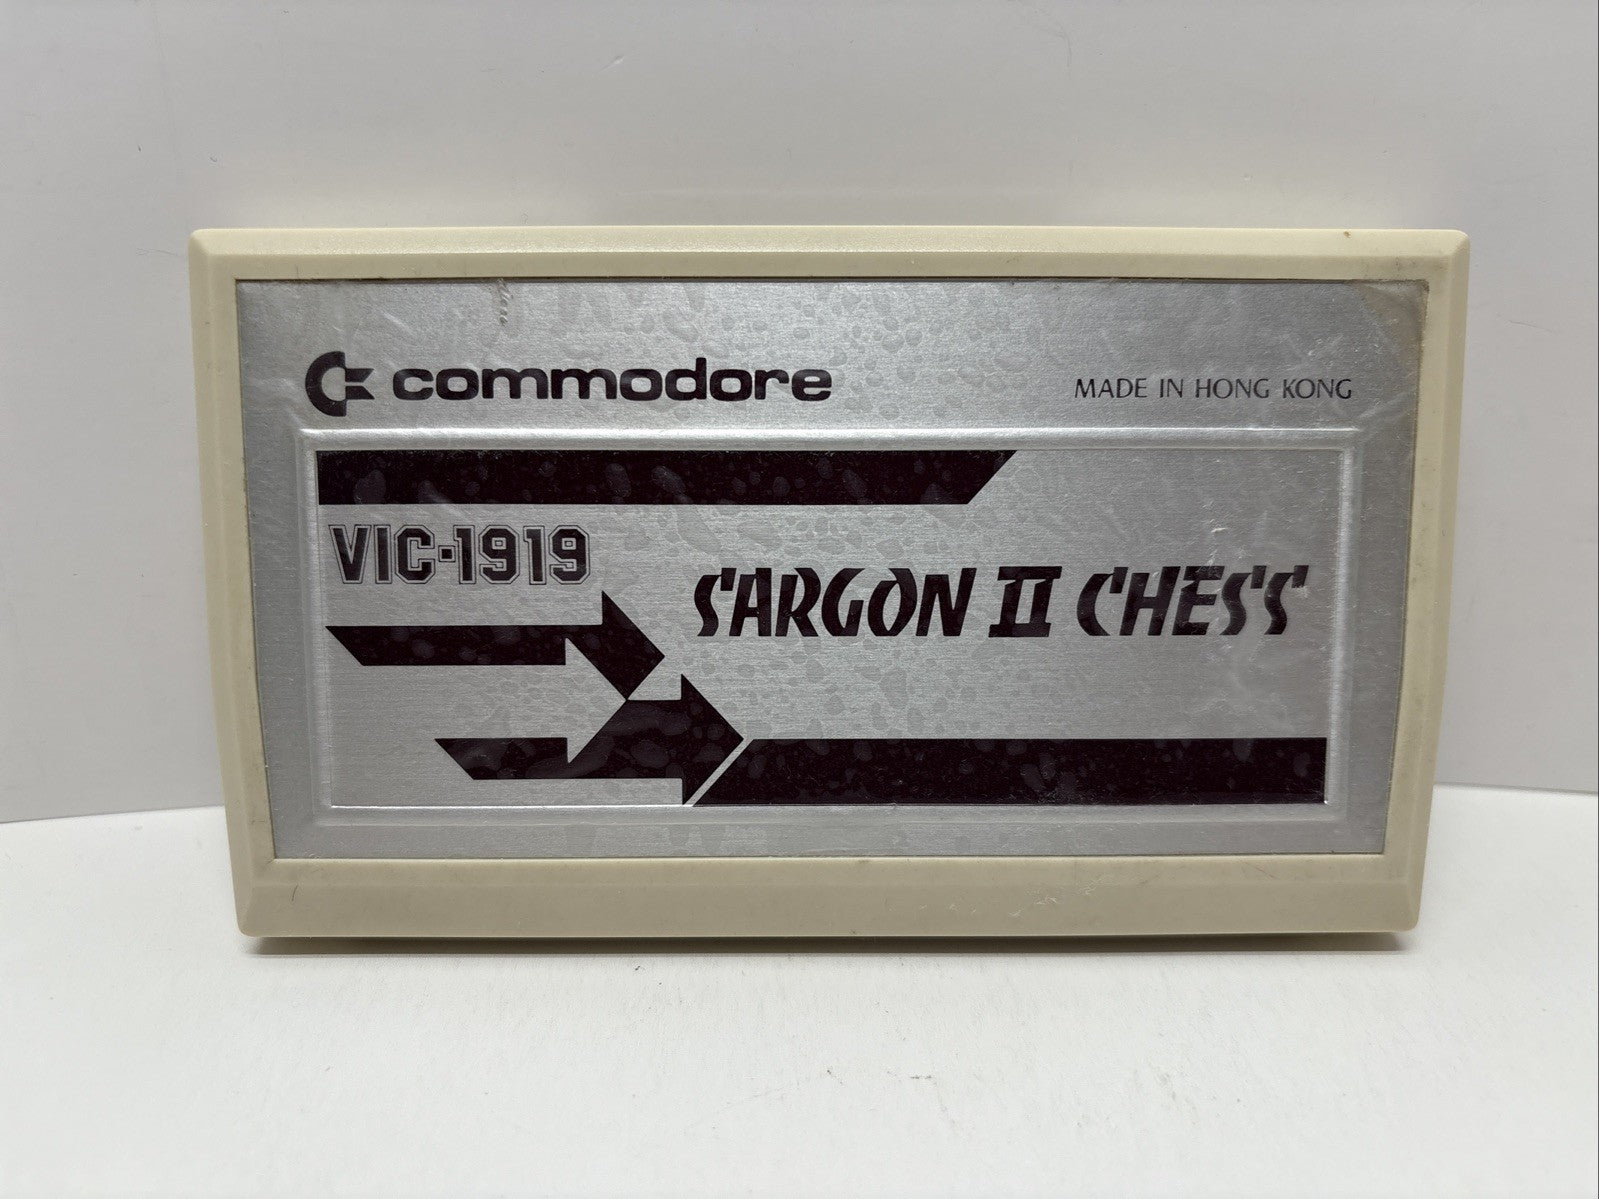 commodore
MADE IN HONG KONG
VIC-1919
SARGON II CHESS